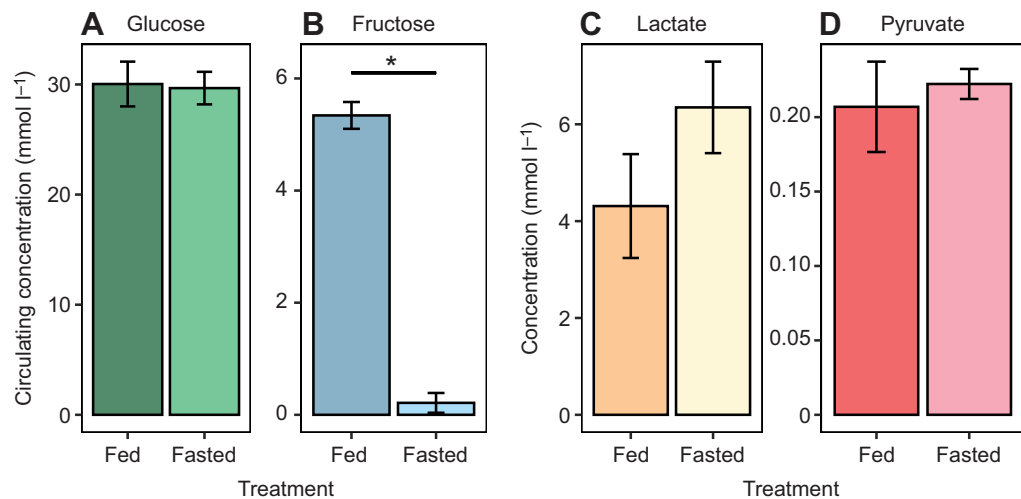 A Glucose
B Fructose
C Lactate
D Pyruvate
Circulating concentration (mmol l−1)
30
20
30
0
6
*
4
2
0
Concentration (mmol l−1)
6
4
2
0
0.20
0.15
0.10
0.05
0
Fed Fasted
Fed Fasted
Fed Fasted
Fed Fasted
Treatment
Treatment